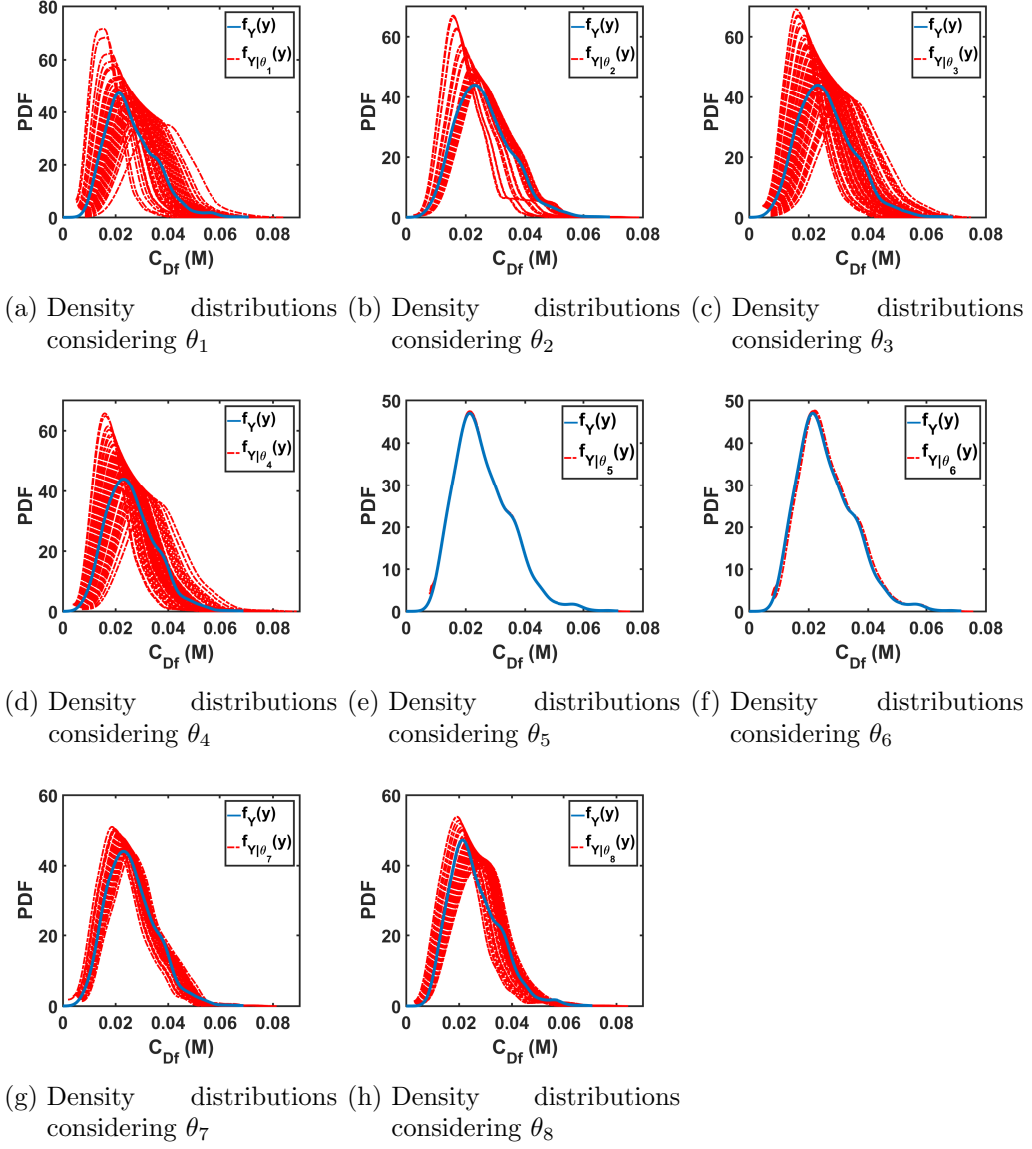 80
60
40
20
0
PDF
0 0.02 0.04 0.06 0.08
C_Df (M)
f_Y(y)
f_Y|θ_1(y)
60
40
20
0
PDF
0 0.02 0.04 0.06 0.08
C_Df (M)
f_Y(y)
f_Y|θ_2(y)
60
40
20
0
PDF
0 0.02 0.04 0.06 0.08
C_Df (M)
f_Y(y)
f_Y|θ_3(y)
(a) Density distributions considering θ_1
(b) Density distributions considering θ_2
(c) Density distributions considering θ_3
60
40
20
0
PDF
0 0.02 0.04 0.06 0.08
C_Df (M)
f_Y(y)
f_Y|θ_4(y)
50
40
30
20
10
0
PDF
0 0.02 0.04 0.06 0.08
C_Df (M)
f_Y(y)
f_Y|θ_5(y)
50
40
30
20
10
0
PDF
0 0.02 0.04 0.06 0.08
C_Df (M)
f_Y(y)
f_Y|θ_6(y)
(d) Density distributions considering θ_4
(e) Density distributions considering θ_5
(f) Density distributions considering θ_6
60
40
20
0
PDF
0 0.02 0.04 0.06 0.08
C_Df (M)
f_Y(y)
f_Y|θ_7(y)
60
40
20
0
PDF
0 0.02 0.04 0.06 0.08
C_Df (M)
f_Y(y)
f_Y|θ_8(y)
(g) Density distributions considering θ_7
(h) Density distributions considering θ_8